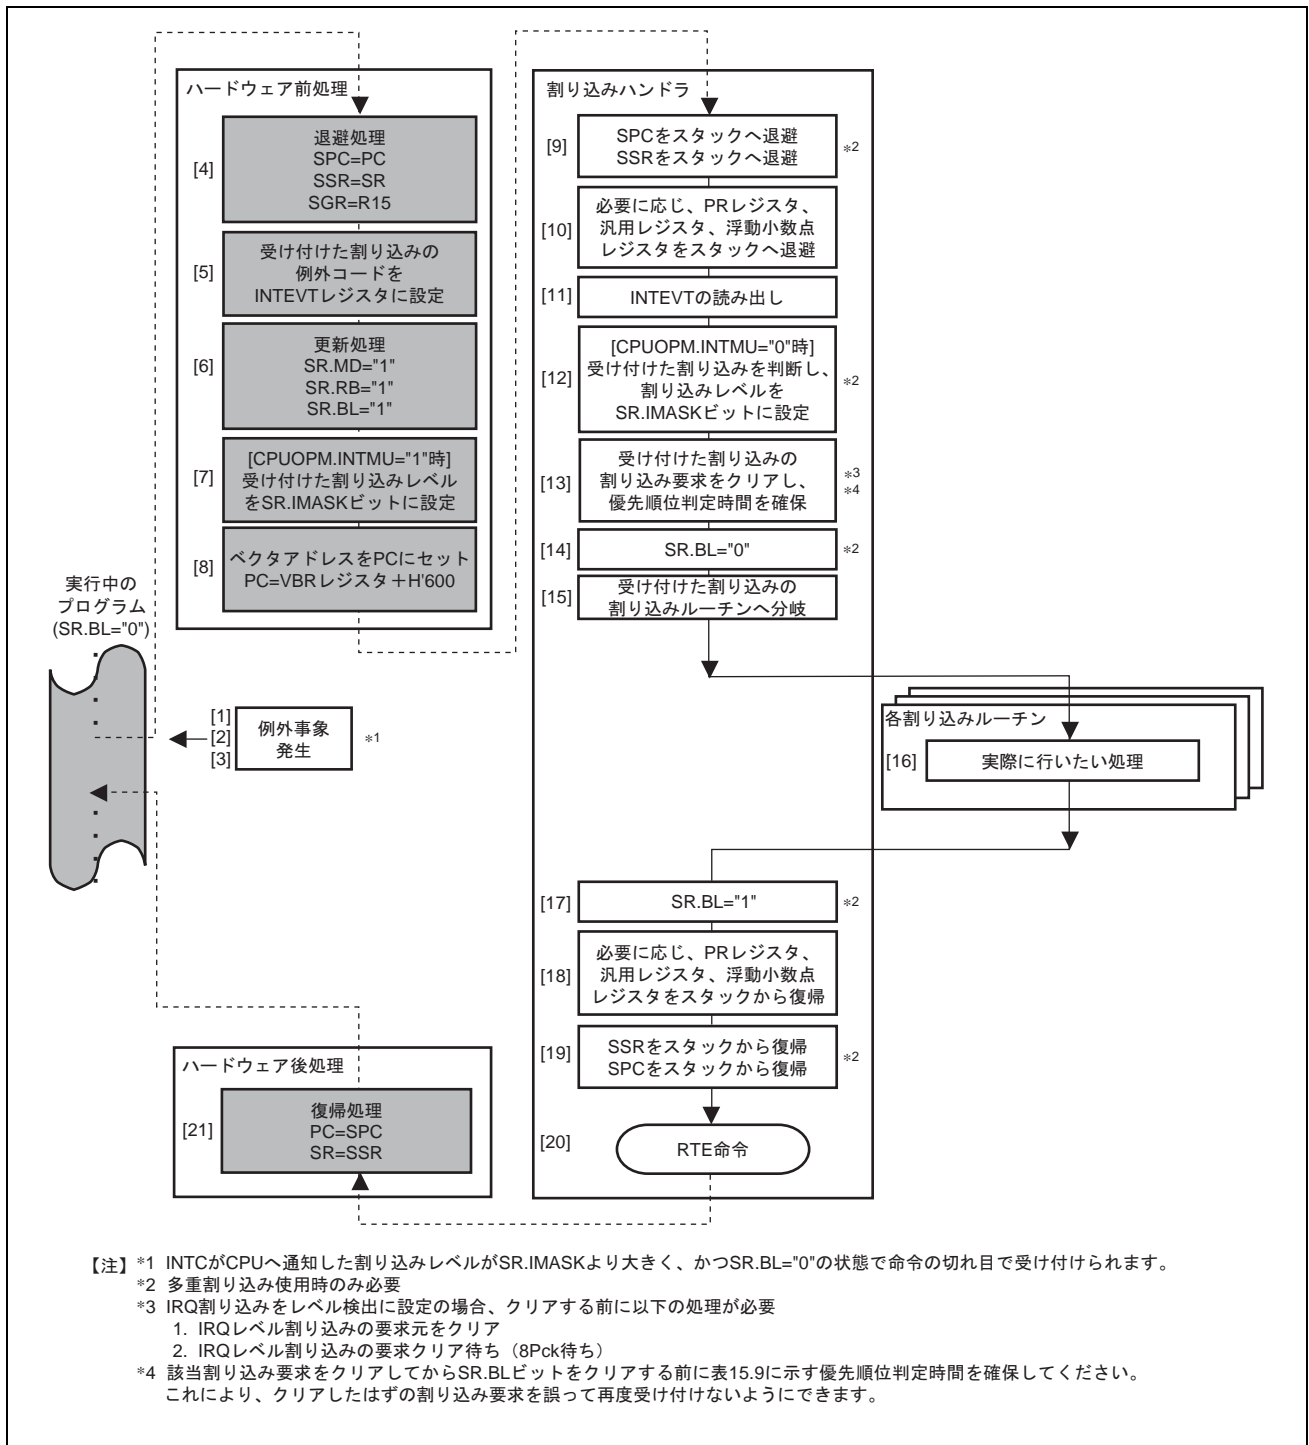 ハードウェア前処理
[4]
退避処理
SPC=PC
SSR=SR
SGR=R15
[5]
受け付けた割り込みの
例外コードを
INTEVTレジスタに設定
[6]
更新処理
SR.MD="1"
SR.RB="1"
SR.BL="1"
[7]
[CPUOPM.INTMU="1"時]
受け付けた割り込みレベル
をSR.IMASKビットに設定
[8]
ベクタアドレスをPCにセット
PC=VBRレジスタ＋H'600
実行中の
プログラム
(SR.BL="0")
[1]
[2]
[3]
例外事象
発生
*1
割り込みハンドラ
[9]
SPCをスタックへ退避
SSRをスタックへ退避
*2
[10]
必要に応じ、PRレジスタ、
汎用レジスタ、浮動小数点
レジスタをスタックへ退避
[11]
INTEVTの読み出し
[12]
[CPUOPM.INTMU="0"時]
受け付けた割り込みを判断し、
割り込みレベルを
SR.IMASKビットに設定
*2
[13]
受け付けた割り込みの
割り込み要求をクリアし、
優先順位判定時間を確保
*3
*4
[14]
SR.BL="0"
*2
[15]
受け付けた割り込みの
割り込みルーチンへ分岐
各割り込みルーチン
[16]
実際に行いたい処理
[17]
SR.BL="1"
*2
[18]
必要に応じ、PRレジスタ、
汎用レジスタ、浮動小数点
レジスタをスタックから復帰
[19]
SSRをスタックから復帰
SPCをスタックから復帰
*2
[20]
RTE命令
ハードウェア後処理
[21]
復帰処理
PC=SPC
SR=SSR
【注】*1 INTCがCPUへ通知した割り込みレベルがSR.IMASKより大きく、かつSR.BL="0"の状態で命令の切れ目で受け付けられます。
*2 多重割り込み使用時のみ必要
*3 IRQ割り込みをレベル検出に設定の場合、クリアする前に以下の処理が必要
1. IRQレベル割り込みの要求元をクリア
2. IRQレベル割り込みの要求クリア待ち（8Pck待ち）
*4 該当割り込み要求をクリアしてからSR.BLビットをクリアする前に表15.9に示す優先順位判定時間を確保してください。
これにより、クリアしたはずの割り込み要求を誤って再度受け付けないようにできます。